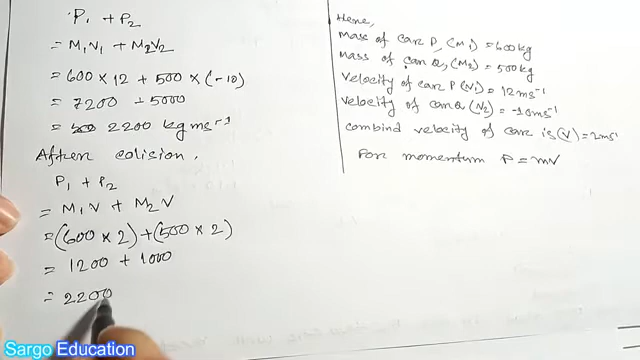 P₁ + P₂
= M₁V₁ + M₂V₂
= 600 × 12 + 500 × (-10)
= 7200 + 5000
= 2200 kg ms⁻¹
After colision,
P₁ + P₂
= M₁V + M₂V
= (600 × 2) + (500 × 2)
= 1200 + 1000
= 2200
Here,
Mass of car P, (M₁) = 600 kg
Mass of car Q, (M₂) = 500 kg
Velocity of car P (V₁) = 12 ms⁻¹
velocity of car Q (V₂) = -10 ms⁻¹
combind velocity of car is (V) = 2 ms⁻¹
For momentum P = mV
Sargo Education